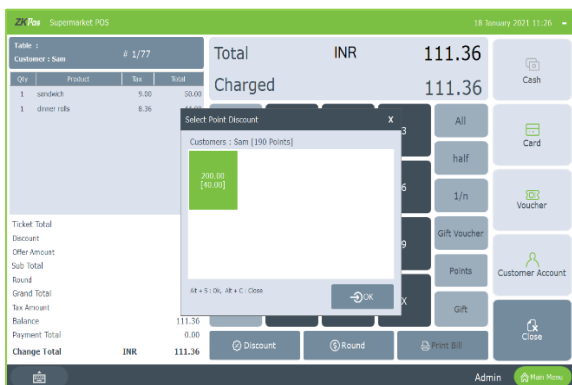 ZKPos Supermarket POS 18 January 2021 11:26
Table :
Customer : Sam # 1/77
Qty Product Tax Total
1 sandwich 9.00 50.00
1 dinner rolls 8.36
Total INR 111.36
Charged 111.36
Select Point Discount X
Customers : Sam [190 Points]
200.00
[40.00]
Alt + S : Ok, Alt + C : Close
OK
3
6
9
X
All
half
1/n
Gift Voucher
Points
Gift
Cash
Card
Voucher
Customer Account
Close
Ticket Total
Discount
Offer Amount
Sub Total
Round
Grand Total
Tax Amount
Balance 111.36
Payment Total 0.00
Change Total INR 111.36
Discount
Round
Print Bill
Admin
Main Menu